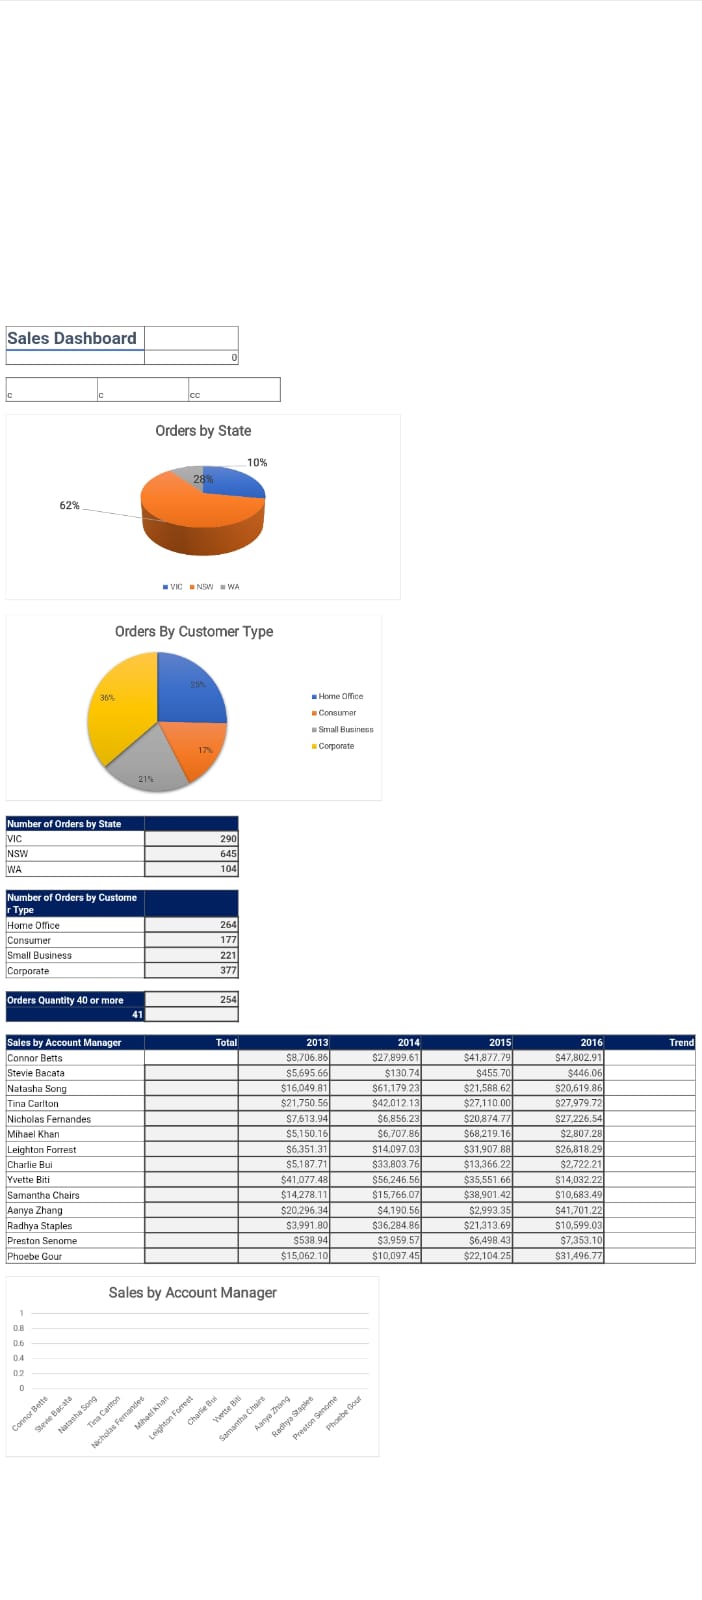 Sales Dashboard
0
c c cc
Orders by State
10%
28%
62%
VIC NSW WA
Orders By Customer Type
25%
36%
Home Office
Consumer
Small Business
Corporate
17%
21%
Number of Orders by State
VIC 290
NSW 645
WA 104
Number of Orders by Custome
r Type
Home Office 264
Consumer 177
Small Business 221
Corporate 377
Orders Quantity 40 or more 254
41
Sales by Account Manager Total 2013 2014 2015 2016 Trend
Connor Betts $8,706.86 $27,899.61 $41,877.79 $47,802.91
Stevie Bacata $5,695.66 $130.74 $455.70 $446.06
Natasha Song $16,049.81 $61,179.23 $21,588.62 $20,619.86
Tina Carlton $21,750.56 $42,012.13 $27,110.00 $27,979.72
Nicholas Fernandes $7,613.94 $6,856.23 $20,874.77 $27,226.54
Mihael Khan $5,150.16 $6,707.86 $68,219.16 $2,807.28
Leighton Forrest $6,351.31 $14,097.03 $31,907.88 $26,818.29
Charlie Bui $5,187.71 $33,803.76 $13,366.22 $2,722.21
Yvette Biti $41,077.48 $56,246.56 $35,551.66 $14,032.22
Samantha Chairs $14,278.11 $15,766.07 $38,901.42 $10,683.49
Aanya Zhang $20,296.34 $4,190.56 $2,993.35 $41,701.22
Radhya Staples $3,991.80 $36,284.86 $21,313.69 $10,599.03
Preston Senome $538.94 $3,959.57 $6,498.43 $7,353.10
Phoebe Gour $15,062.10 $10,097.45 $22,104.25 $31,496.77
Sales by Account Manager
1
0.8
0.6
0.4
0.2
0
Connor Betts
Stevie Bacata
Natasha Song
Tina Carlton
Nicholas Fernandes
Mihael Khan
Leighton Forrest
Charlie Bui
Yvette Biti
Samantha Chairs
Aanya Zhang
Radhya Staples
Preston Senome
Phoebe Gour